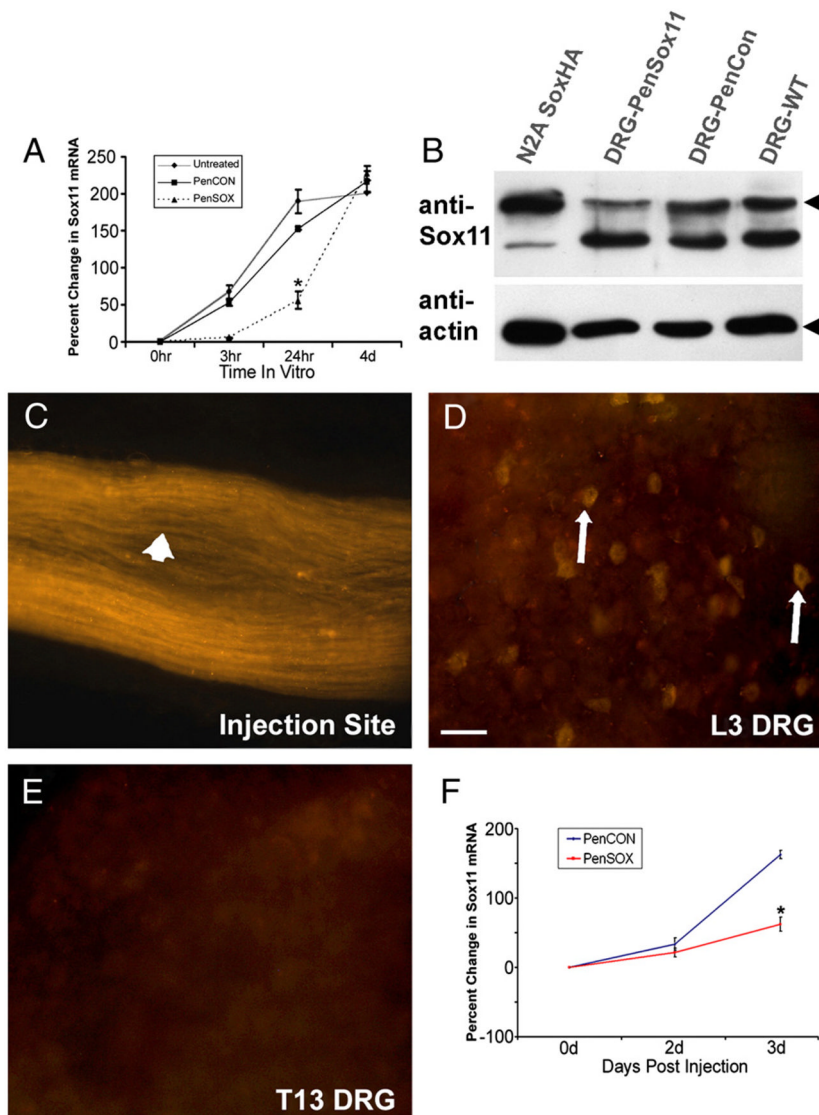 A
Percent Change in Sox11 mRNA
250
200
150
100
50
0
Untreated
PenCON
PenSOX
*
0hr
3hr
24hr
4d
Time In Vitro
B
N2A SoxHA
DRG-PenSox11
DRG-PenCon
DRG-WT
anti-
Sox11
anti-
actin
C
Injection Site
D
L3 DRG
E
T13 DRG
F
Percent Change in Sox11 mRNA
200
100
0
-100
PenCON
PenSOX
*
0d
2d
3d
Days Post Injection